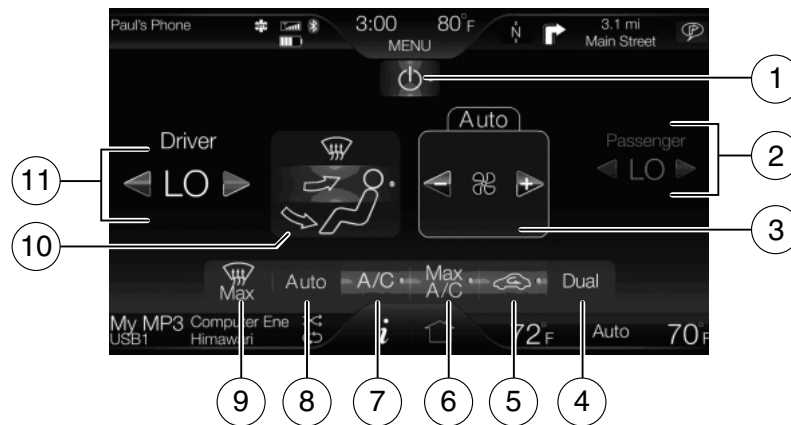 Paul's Phone 3:00 80°F N 3.1 mi
MENU Main Street P
1
Auto
Driver Passenger
LO LO
2
11
3
10
Max Auto A/C Max A/C Dual
My MP3 Computer Ene i 72°F Auto 70°F
USB1 Himawari
9 8 7 6 5 4